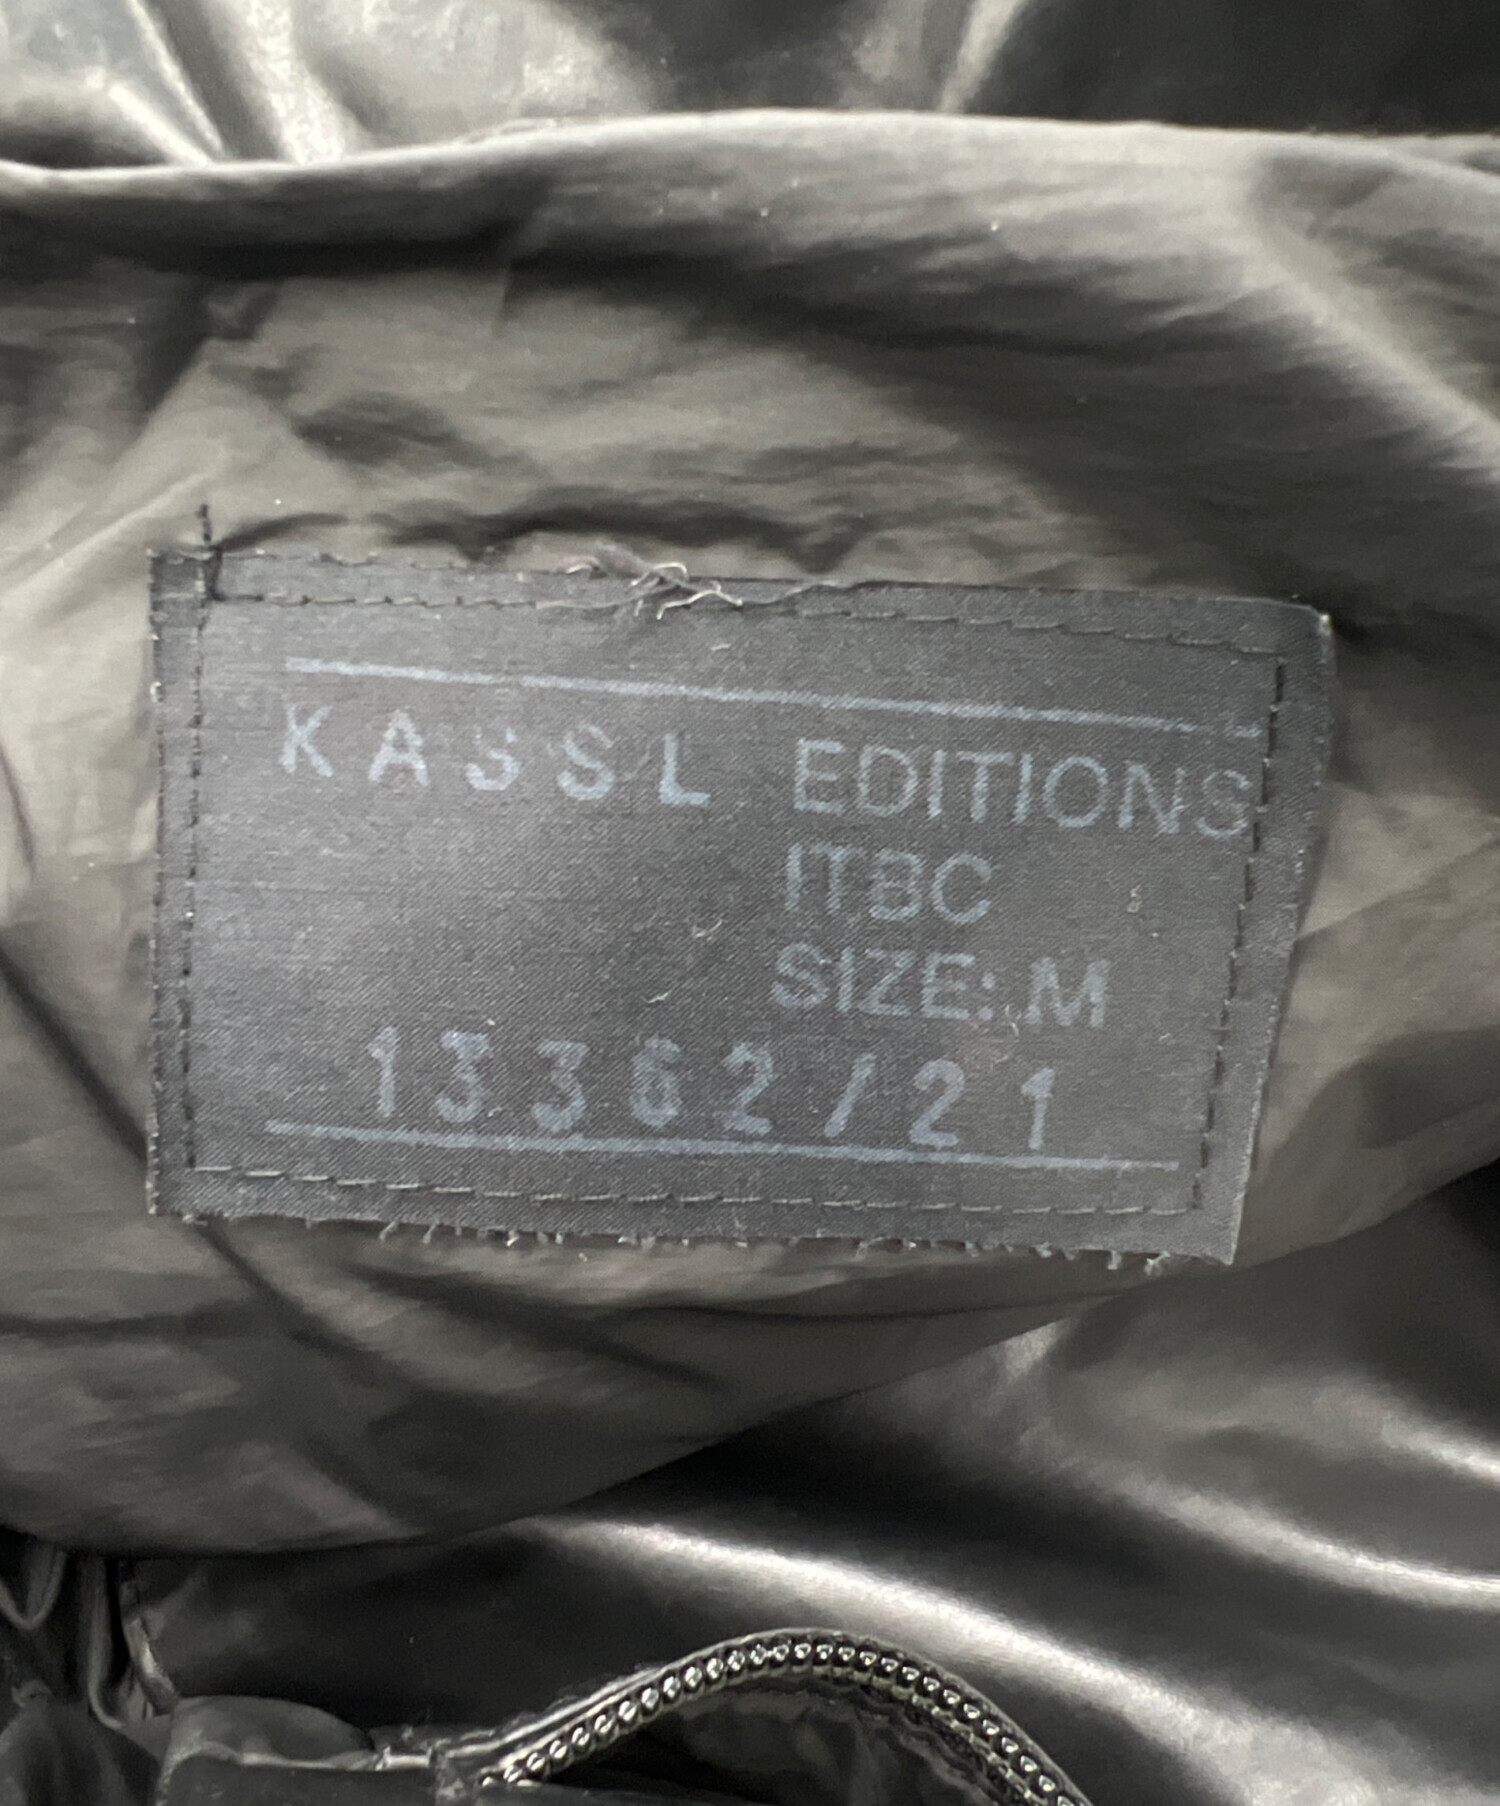 KASSL EDITIONS
ITBC
SIZE: M
13362/21